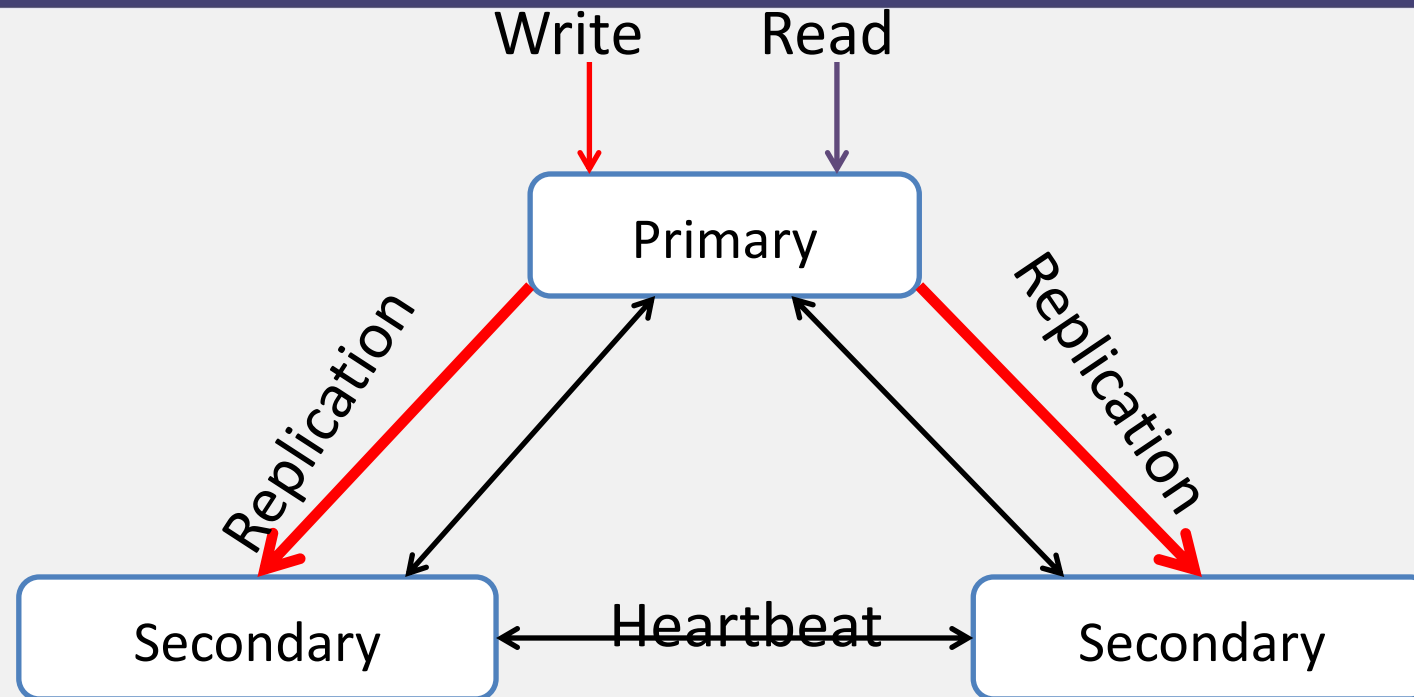 Write Read
Primary
Replication
Replication
Heartbeat
Secondary
Secondary